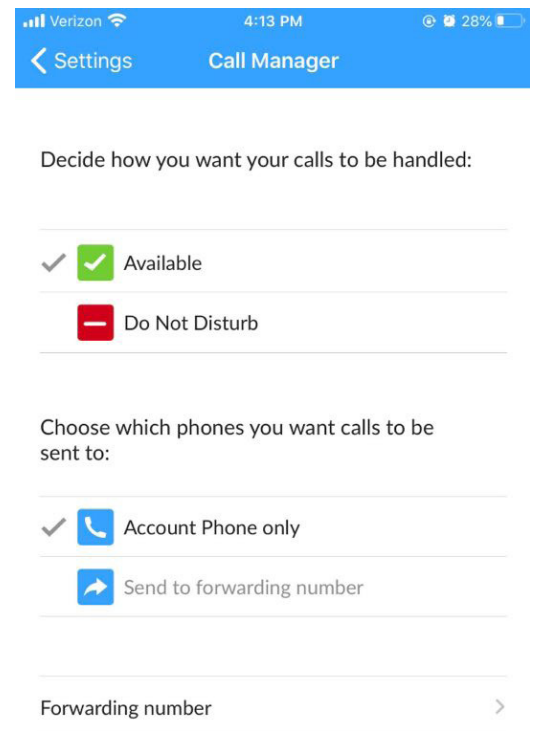 Verizon 4:13 PM 28%
Settings Call Manager
Decide how you want your calls to be handled:
Available
Do Not Disturb
Choose which phones you want calls to be
sent to:
Account Phone only
Send to forwarding number
Forwarding number